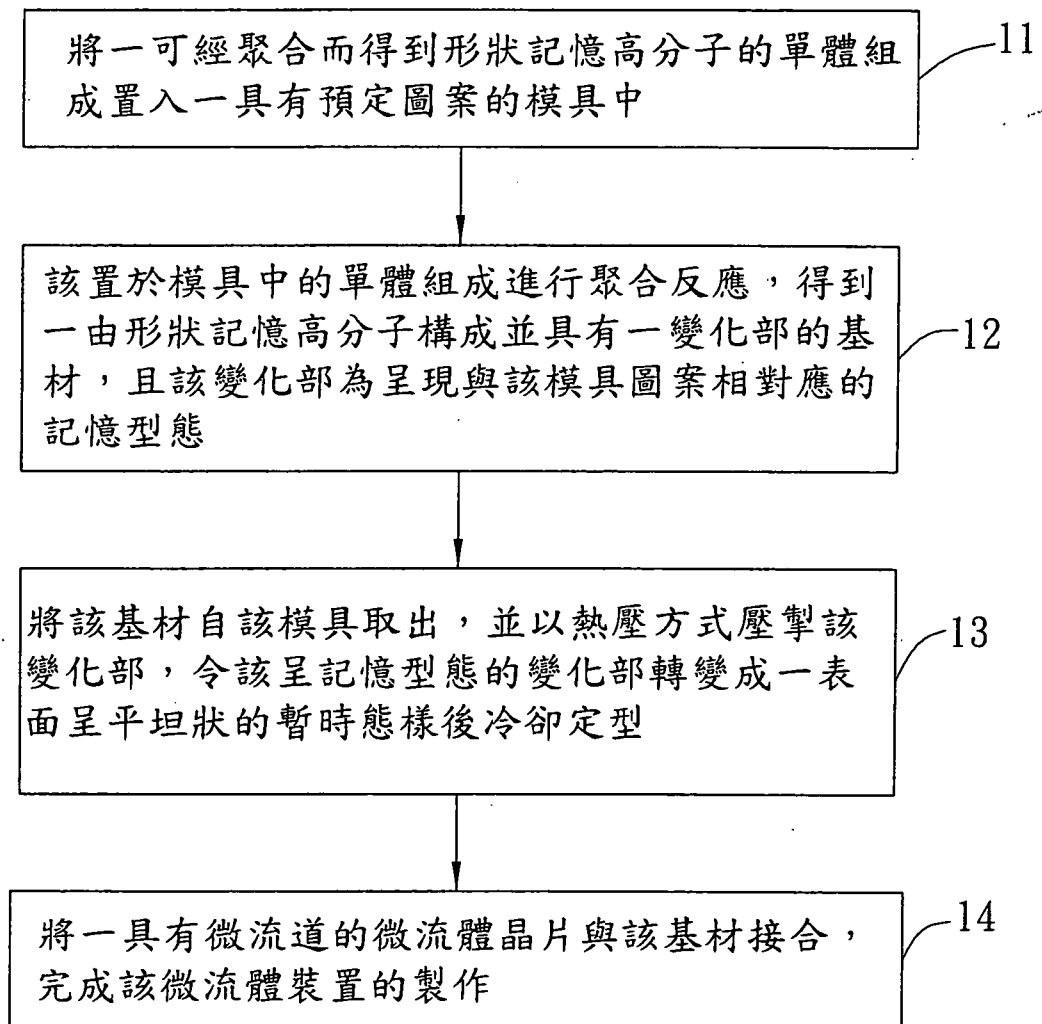 將一可經聚合而得到形狀記憶高分子的單體組
成置入一具有預定圖案的模具中
11
該置於模具中的單體組成進行聚合反應，得到
一由形狀記憶高分子構成並具有一變化部的基
材，且該變化部為呈現與該模具圖案相對應的
記憶型態
12
將該基材自該模具取出，並以熱壓方式壓掣該
變化部，令該呈記憶型態的變化部轉變成一表
面呈平坦狀的暫時態樣後冷卻定型
13
將一具有微流道的微流體晶片與該基材接合，
完成該微流體裝置的製作
14